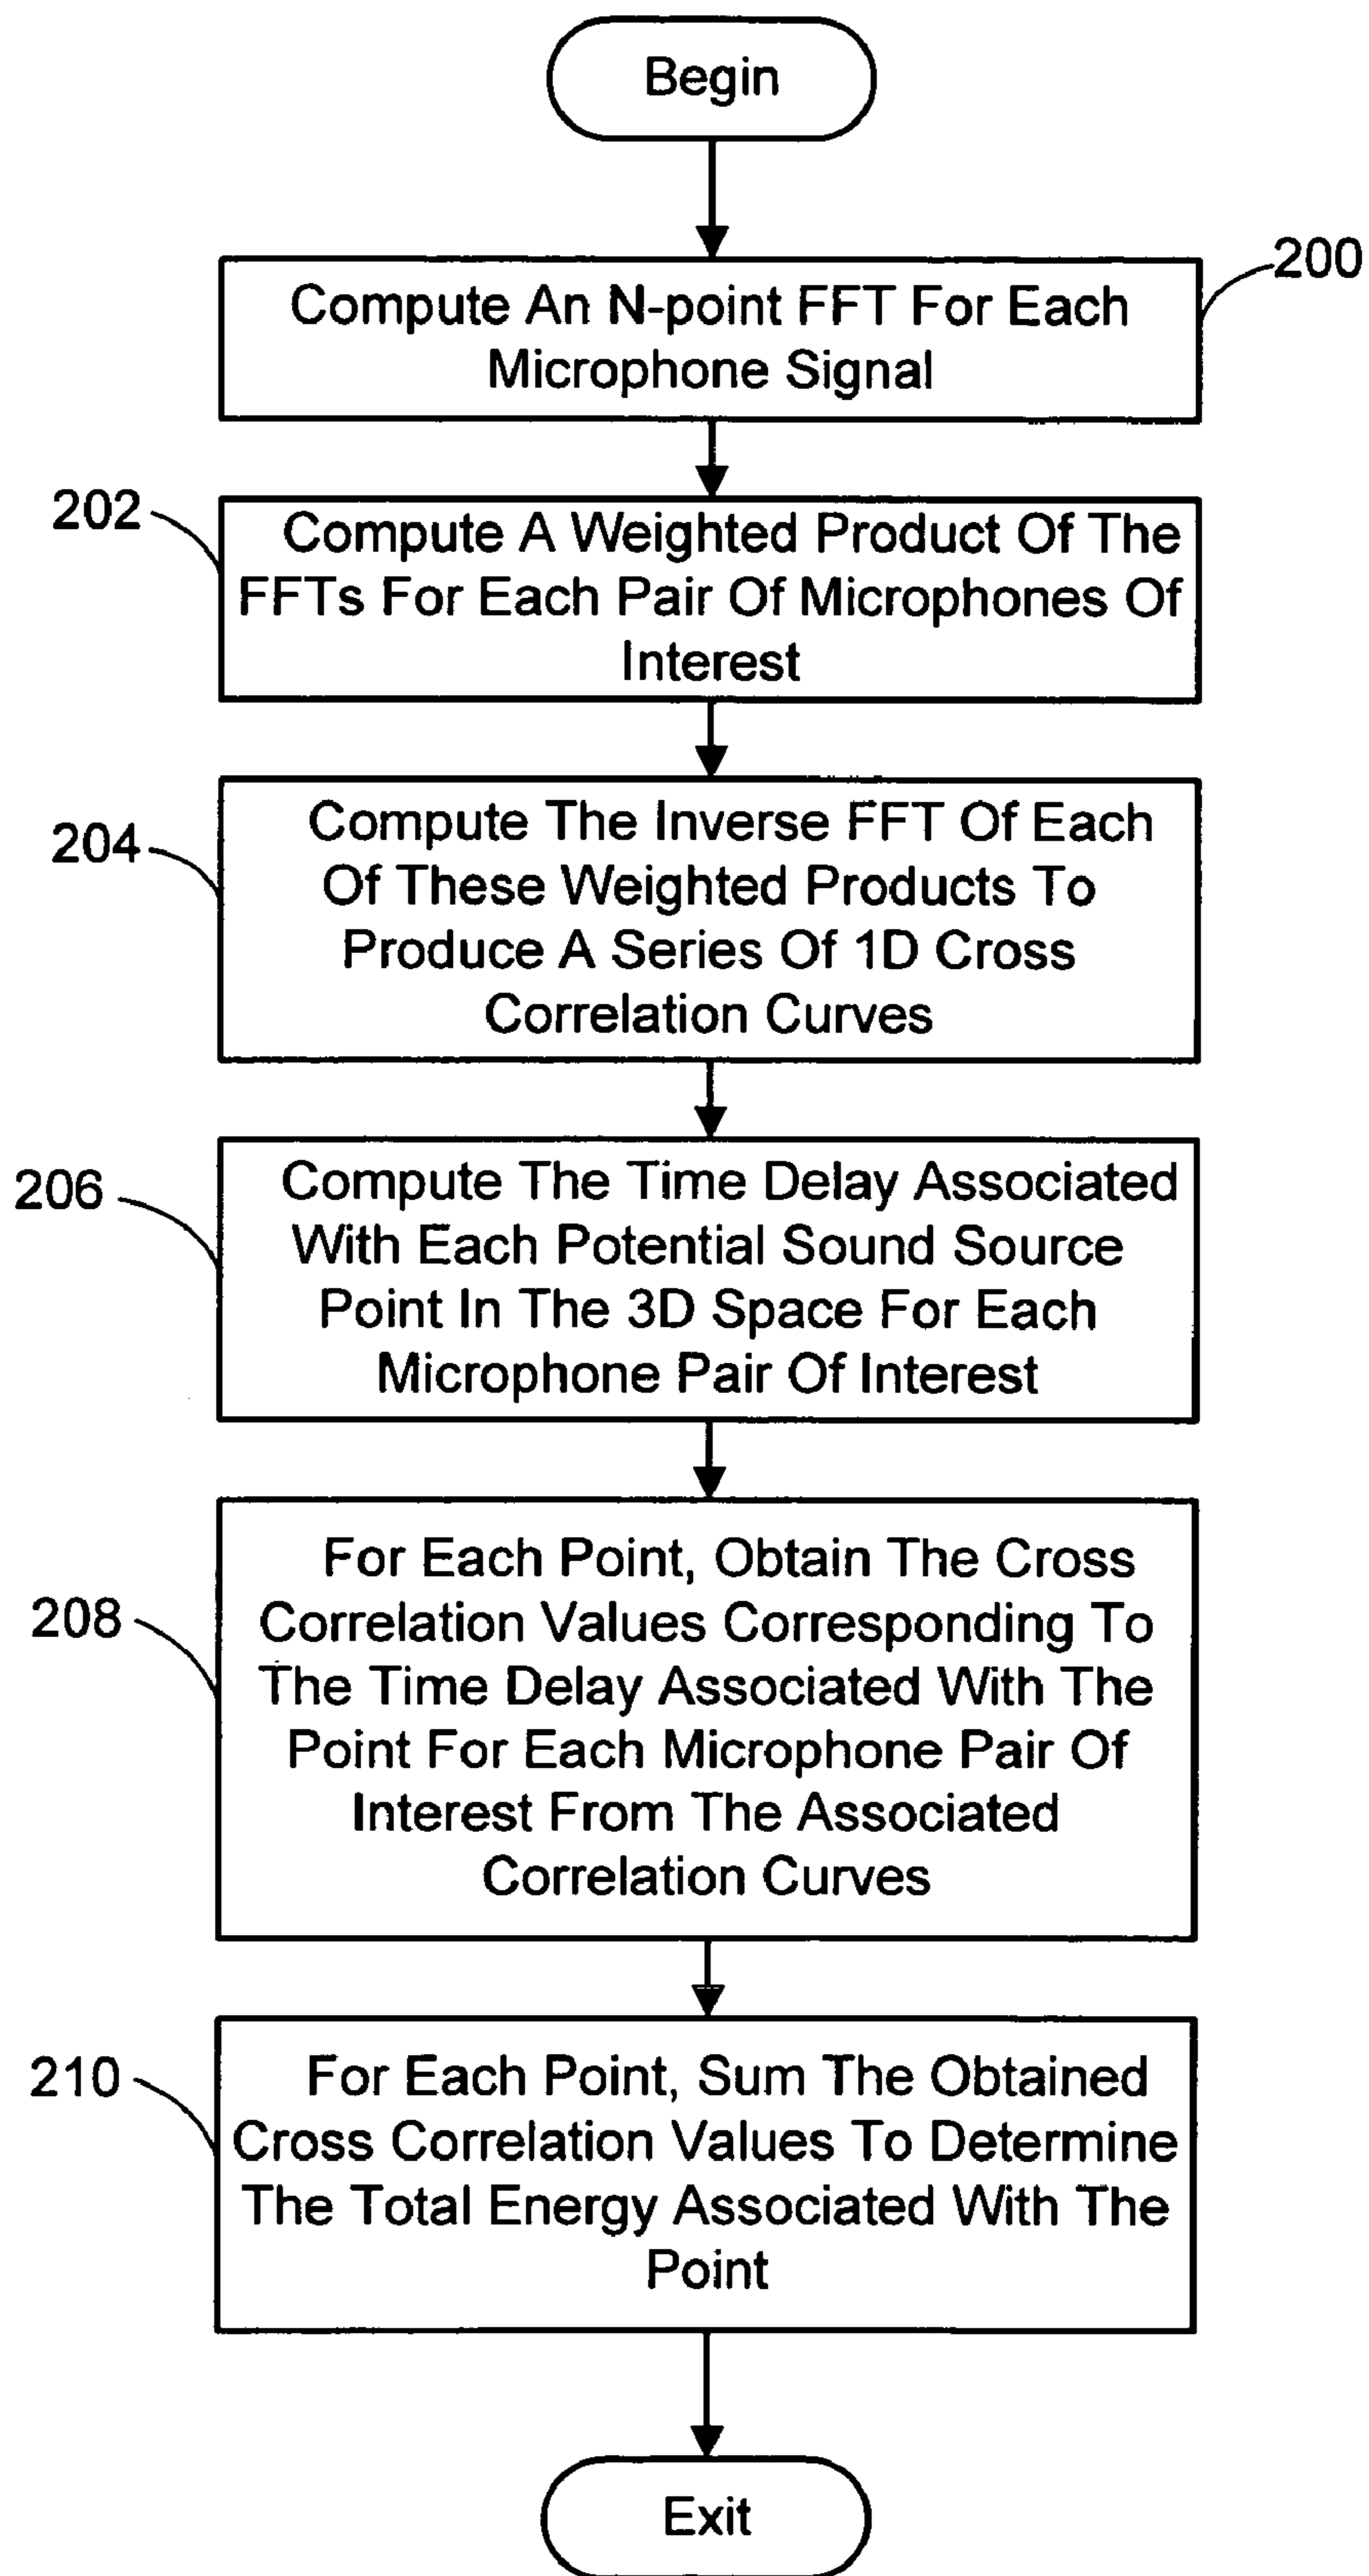 Begin
200
Compute An N-point FFT For Each
Microphone Signal
202
Compute A Weighted Product Of The
FFTs For Each Pair Of Microphones Of
Interest
204
Compute The Inverse FFT Of Each
Of These Weighted Products To
Produce A Series Of 1D Cross
Correlation Curves
206
Compute The Time Delay Associated
With Each Potential Sound Source
Point In The 3D Space For Each
Microphone Pair Of Interest
208
For Each Point, Obtain The Cross
Correlation Values Corresponding To
The Time Delay Associated With The
Point For Each Microphone Pair Of
Interest From The Associated
Correlation Curves
210
For Each Point, Sum The Obtained
Cross Correlation Values To Determine
The Total Energy Associated With The
Point
Exit